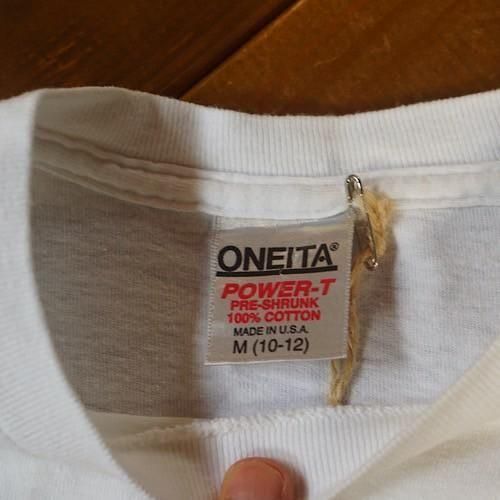 ONEITA®
POWER-T
PRE-SHRUNK
100% COTTON
MADE IN U.S.A.
M (10-12)